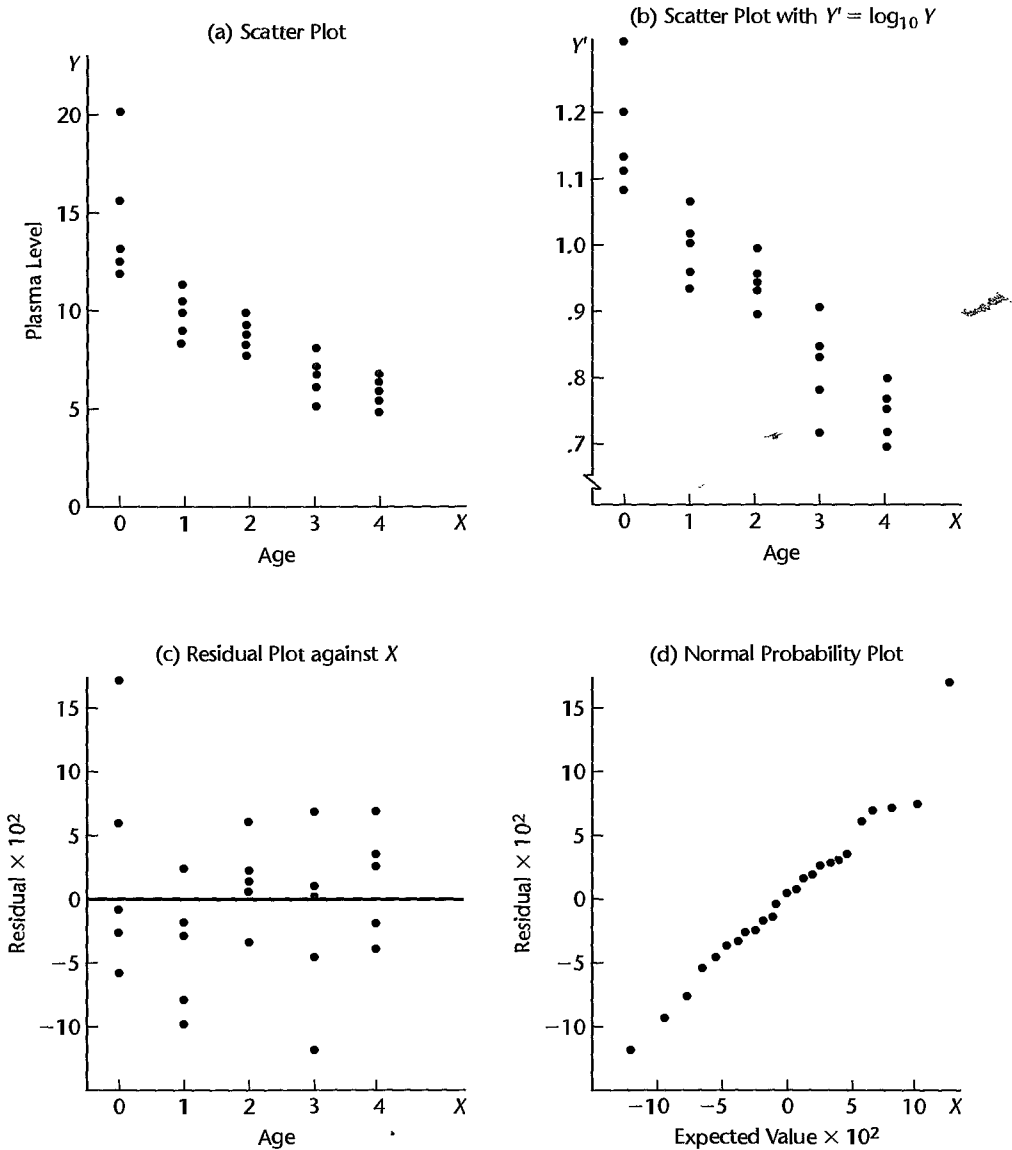 (a) Scatter Plot
Y
20
15
10
5
0
Plasma Level
0 1 2 3 4 X
Age
(b) Scatter Plot with Y′ = log₁₀ Y
Y′
1.2
1.1
1.0
.9
.8
.7
0 1 2 3 4 X
Age
(c) Residual Plot against X
15
10
5
0
−5
−10
Residual × 10²
0 1 2 3 4 X
Age
(d) Normal Probability Plot
15
10
5
0
−5
−10
Residual × 10²
−10 −5 0 5 10 X
Expected Value × 10²